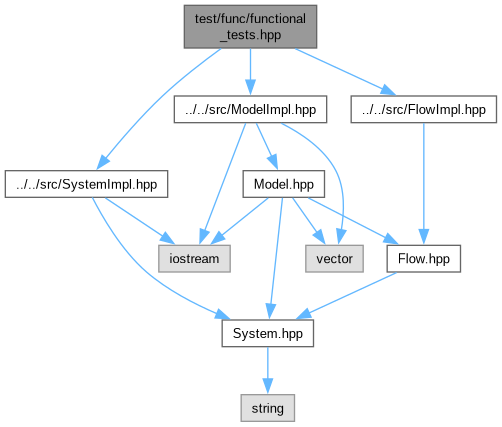 test/func/functional
_tests.hpp
../../src/ModelImpl.hpp
../../src/FlowImpl.hpp
../../src/SystemImpl.hpp
Model.hpp
iostream
vector
Flow.hpp
System.hpp
string